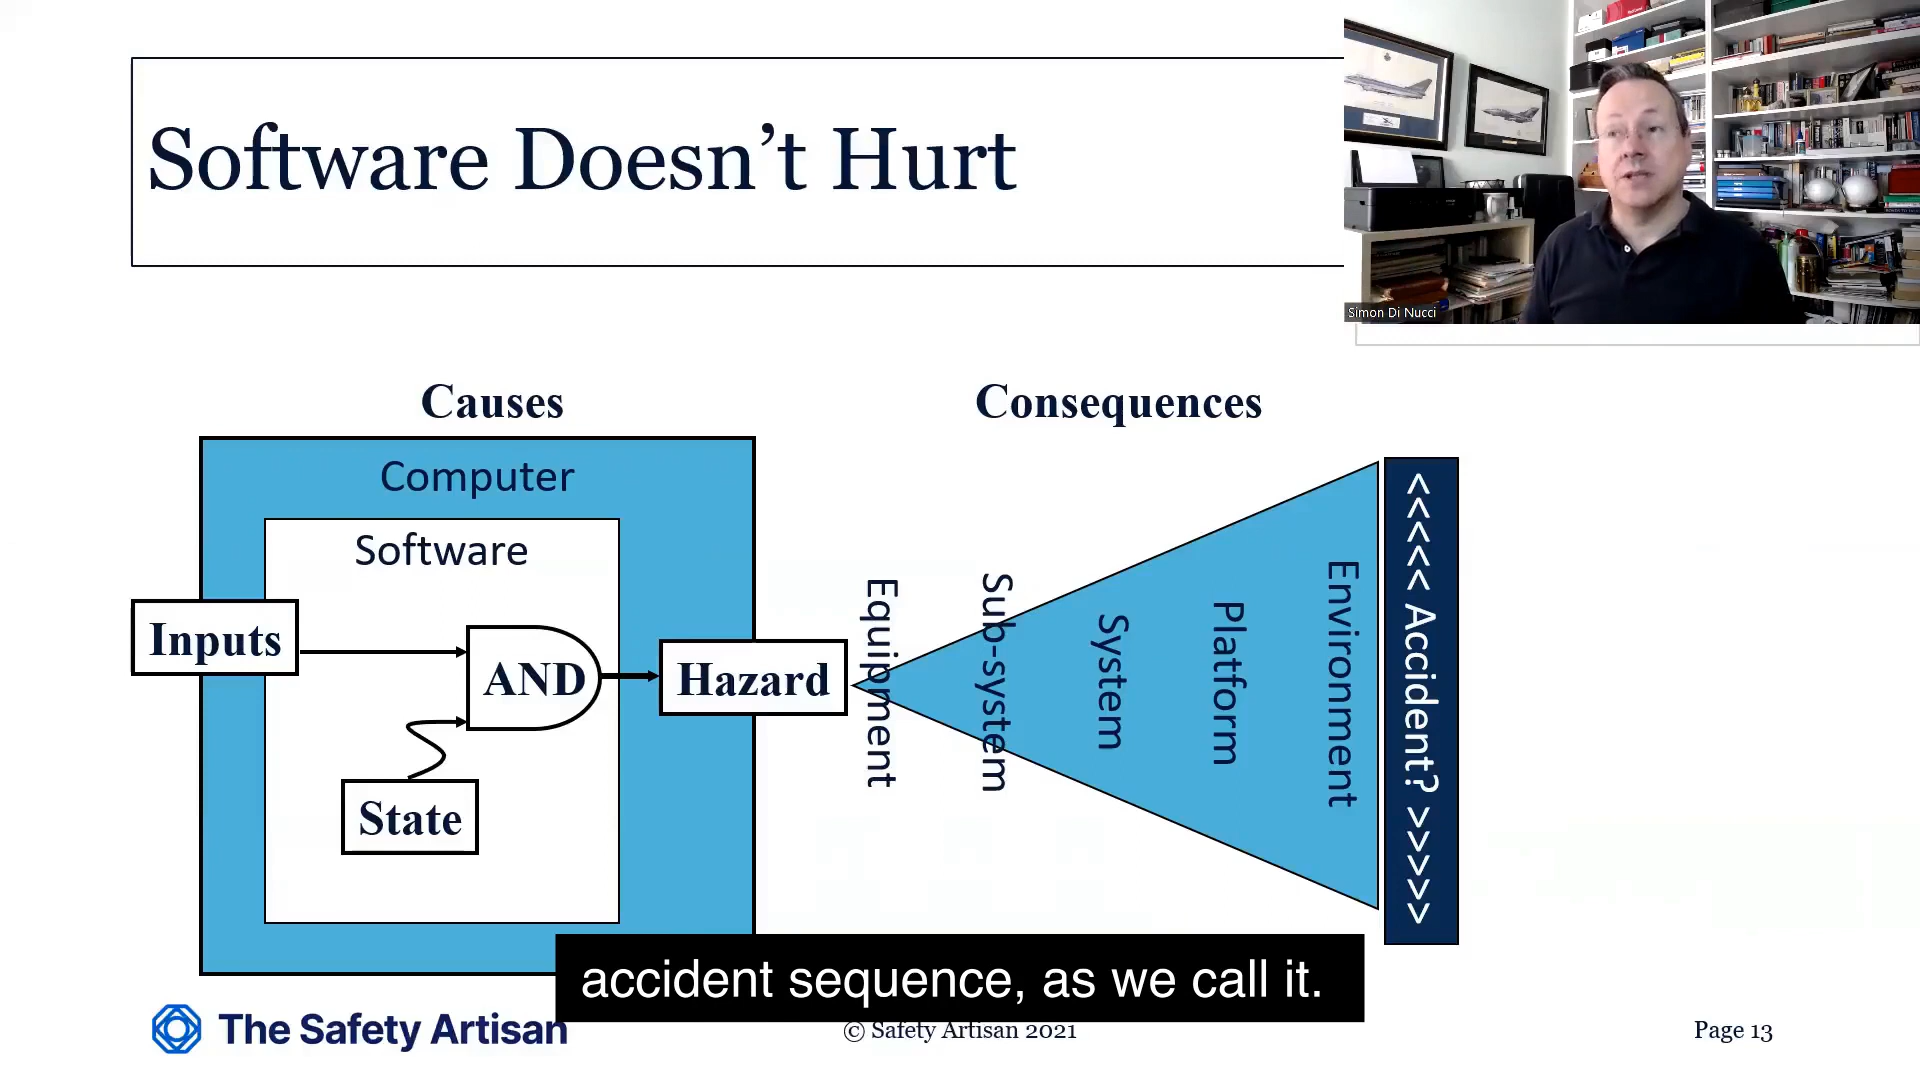 Software Doesn’t Hurt
Simon Di Nucci
Causes
Consequences
Computer
Software
Inputs
AND
Hazard
State
Equipment
Sub-system
System
Platform
Environment
<<<<< Accident? >>>>>
accident sequence, as we call it.
The Safety Artisan
© Safety Artisan 2021
Page 13